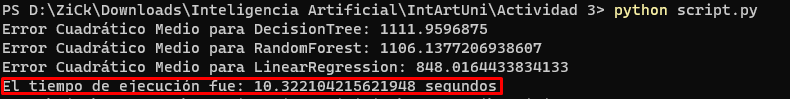 PS D:\ZiCk\Downloads\Inteligencia Artificial\IntArtUni\Actividad 3> python script.py
Error Cuadrático Medio para DecisionTree: 1111.9596875
Error Cuadrático Medio para RandomForest: 1106.1377206938607
Error Cuadrático Medio para LinearRegression: 848.0164433834133
El tiempo de ejecución fue: 10.322104215621948 segundos